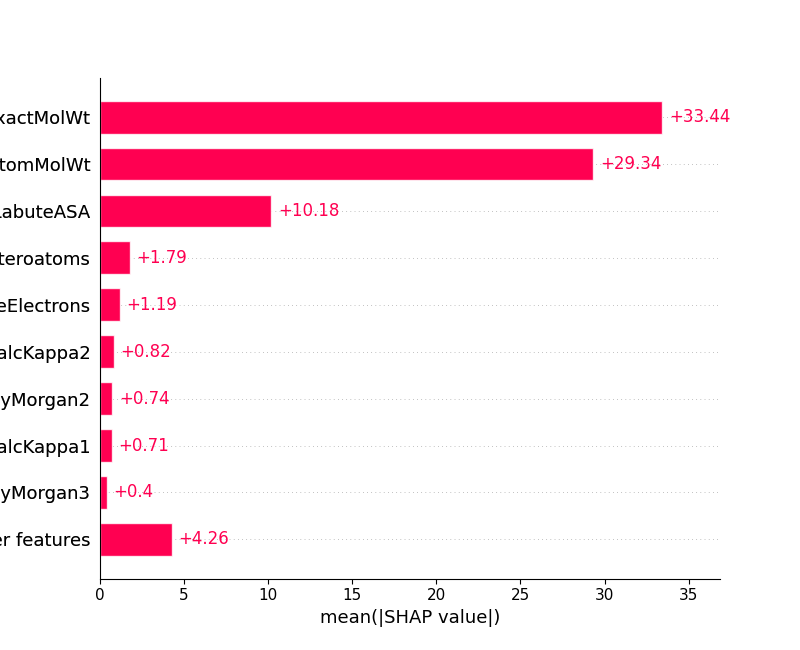 xactMolWt
+33.44
tomMolWt
+29.34
LabuteASA
+10.18
teroatoms
+1.79
eElectrons
+1.19
alcKappa2
+0.82
yMorgan2
+0.74
alcKappa1
+0.71
yMorgan3
+0.4
er features
+4.26
0 5 10 15 20 25 30 35
mean(|SHAP value|)